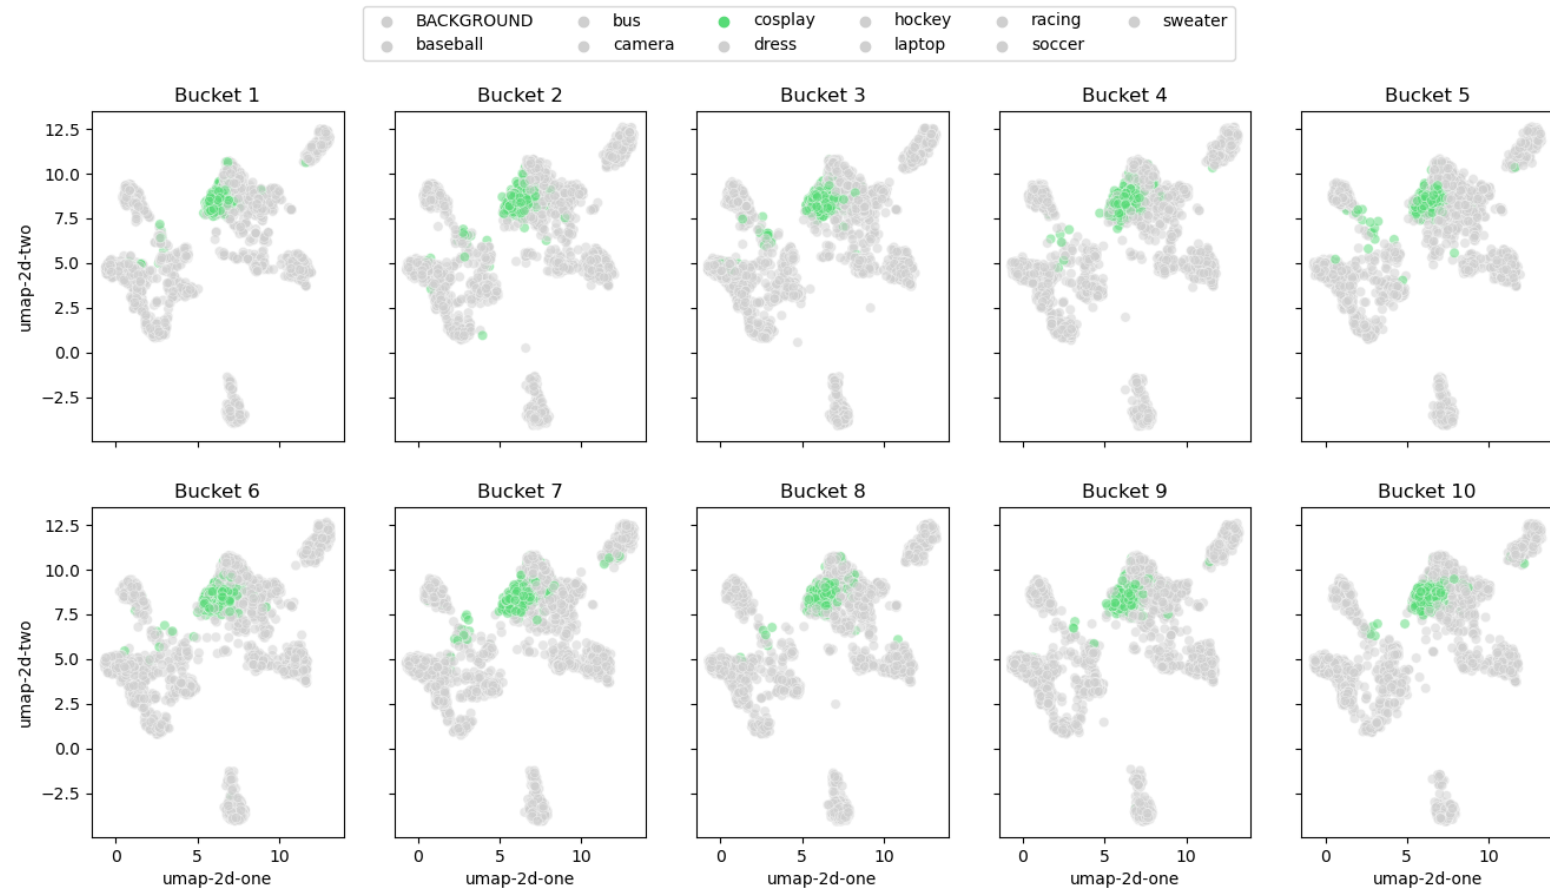 BACKGROUND bus cosplay hockey racing sweater
baseball camera dress laptop soccer
Bucket 1 Bucket 2 Bucket 3 Bucket 4 Bucket 5
12.5
10.0
7.5
5.0
2.5
0.0
−2.5
umap-2d-two
Bucket 6 Bucket 7 Bucket 8 Bucket 9 Bucket 10
12.5
10.0
7.5
5.0
2.5
0.0
−2.5
umap-2d-two
0 5 10 0 5 10 0 5 10 0 5 10 0 5 10
umap-2d-one umap-2d-one umap-2d-one umap-2d-one umap-2d-one